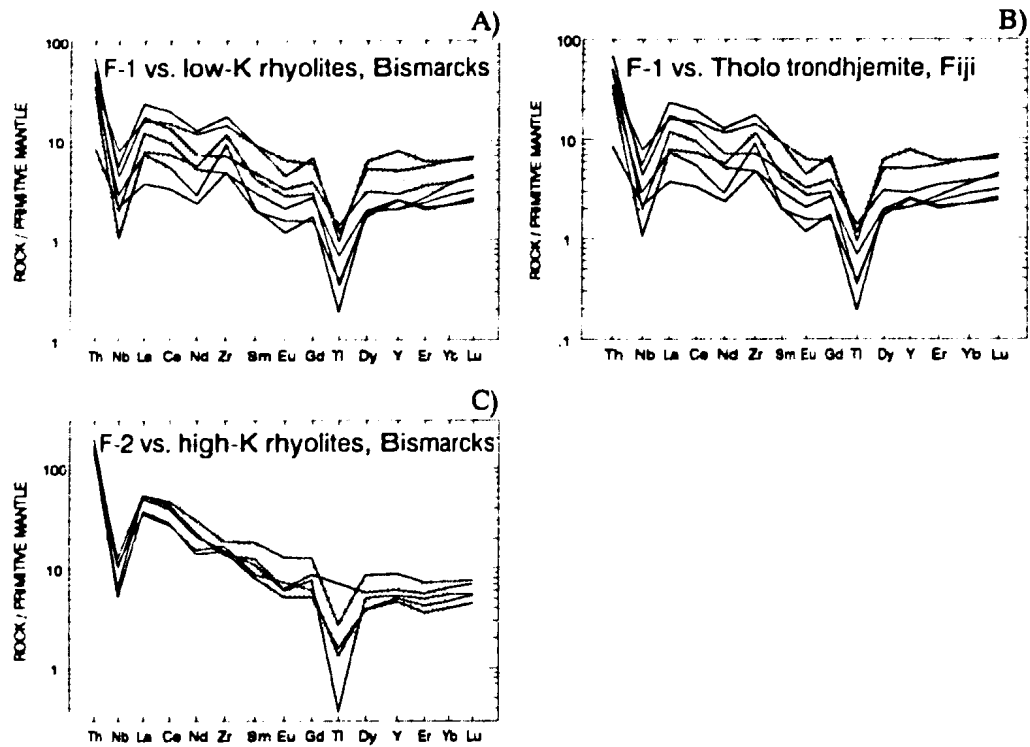 A)
F-1 vs. low-K rhyolites, Bismarcks
100
10
1
1
ROCK / PRIMITIVE MANTLE
Th Nb La Ce Nd Zr Sm Eu Gd Ti Dy Y Er Yt Lu
B)
F-1 vs. Tholo trondhjemite, Fiji
100
10
1
.1
ROCK / PRIMITIVE MANTLE
Th Nb La Ce Nd Zr Sm Eu Gd Ti Dy Y Er Yb Lu
C)
F-2 vs. high-K rhyolites, Bismarcks
100
10
1
ROCK / PRIMITIVE MANTLE
Th Nb La Ce Nd Zr Sm Eu Gd Ti Dy Y Er Yb Lu